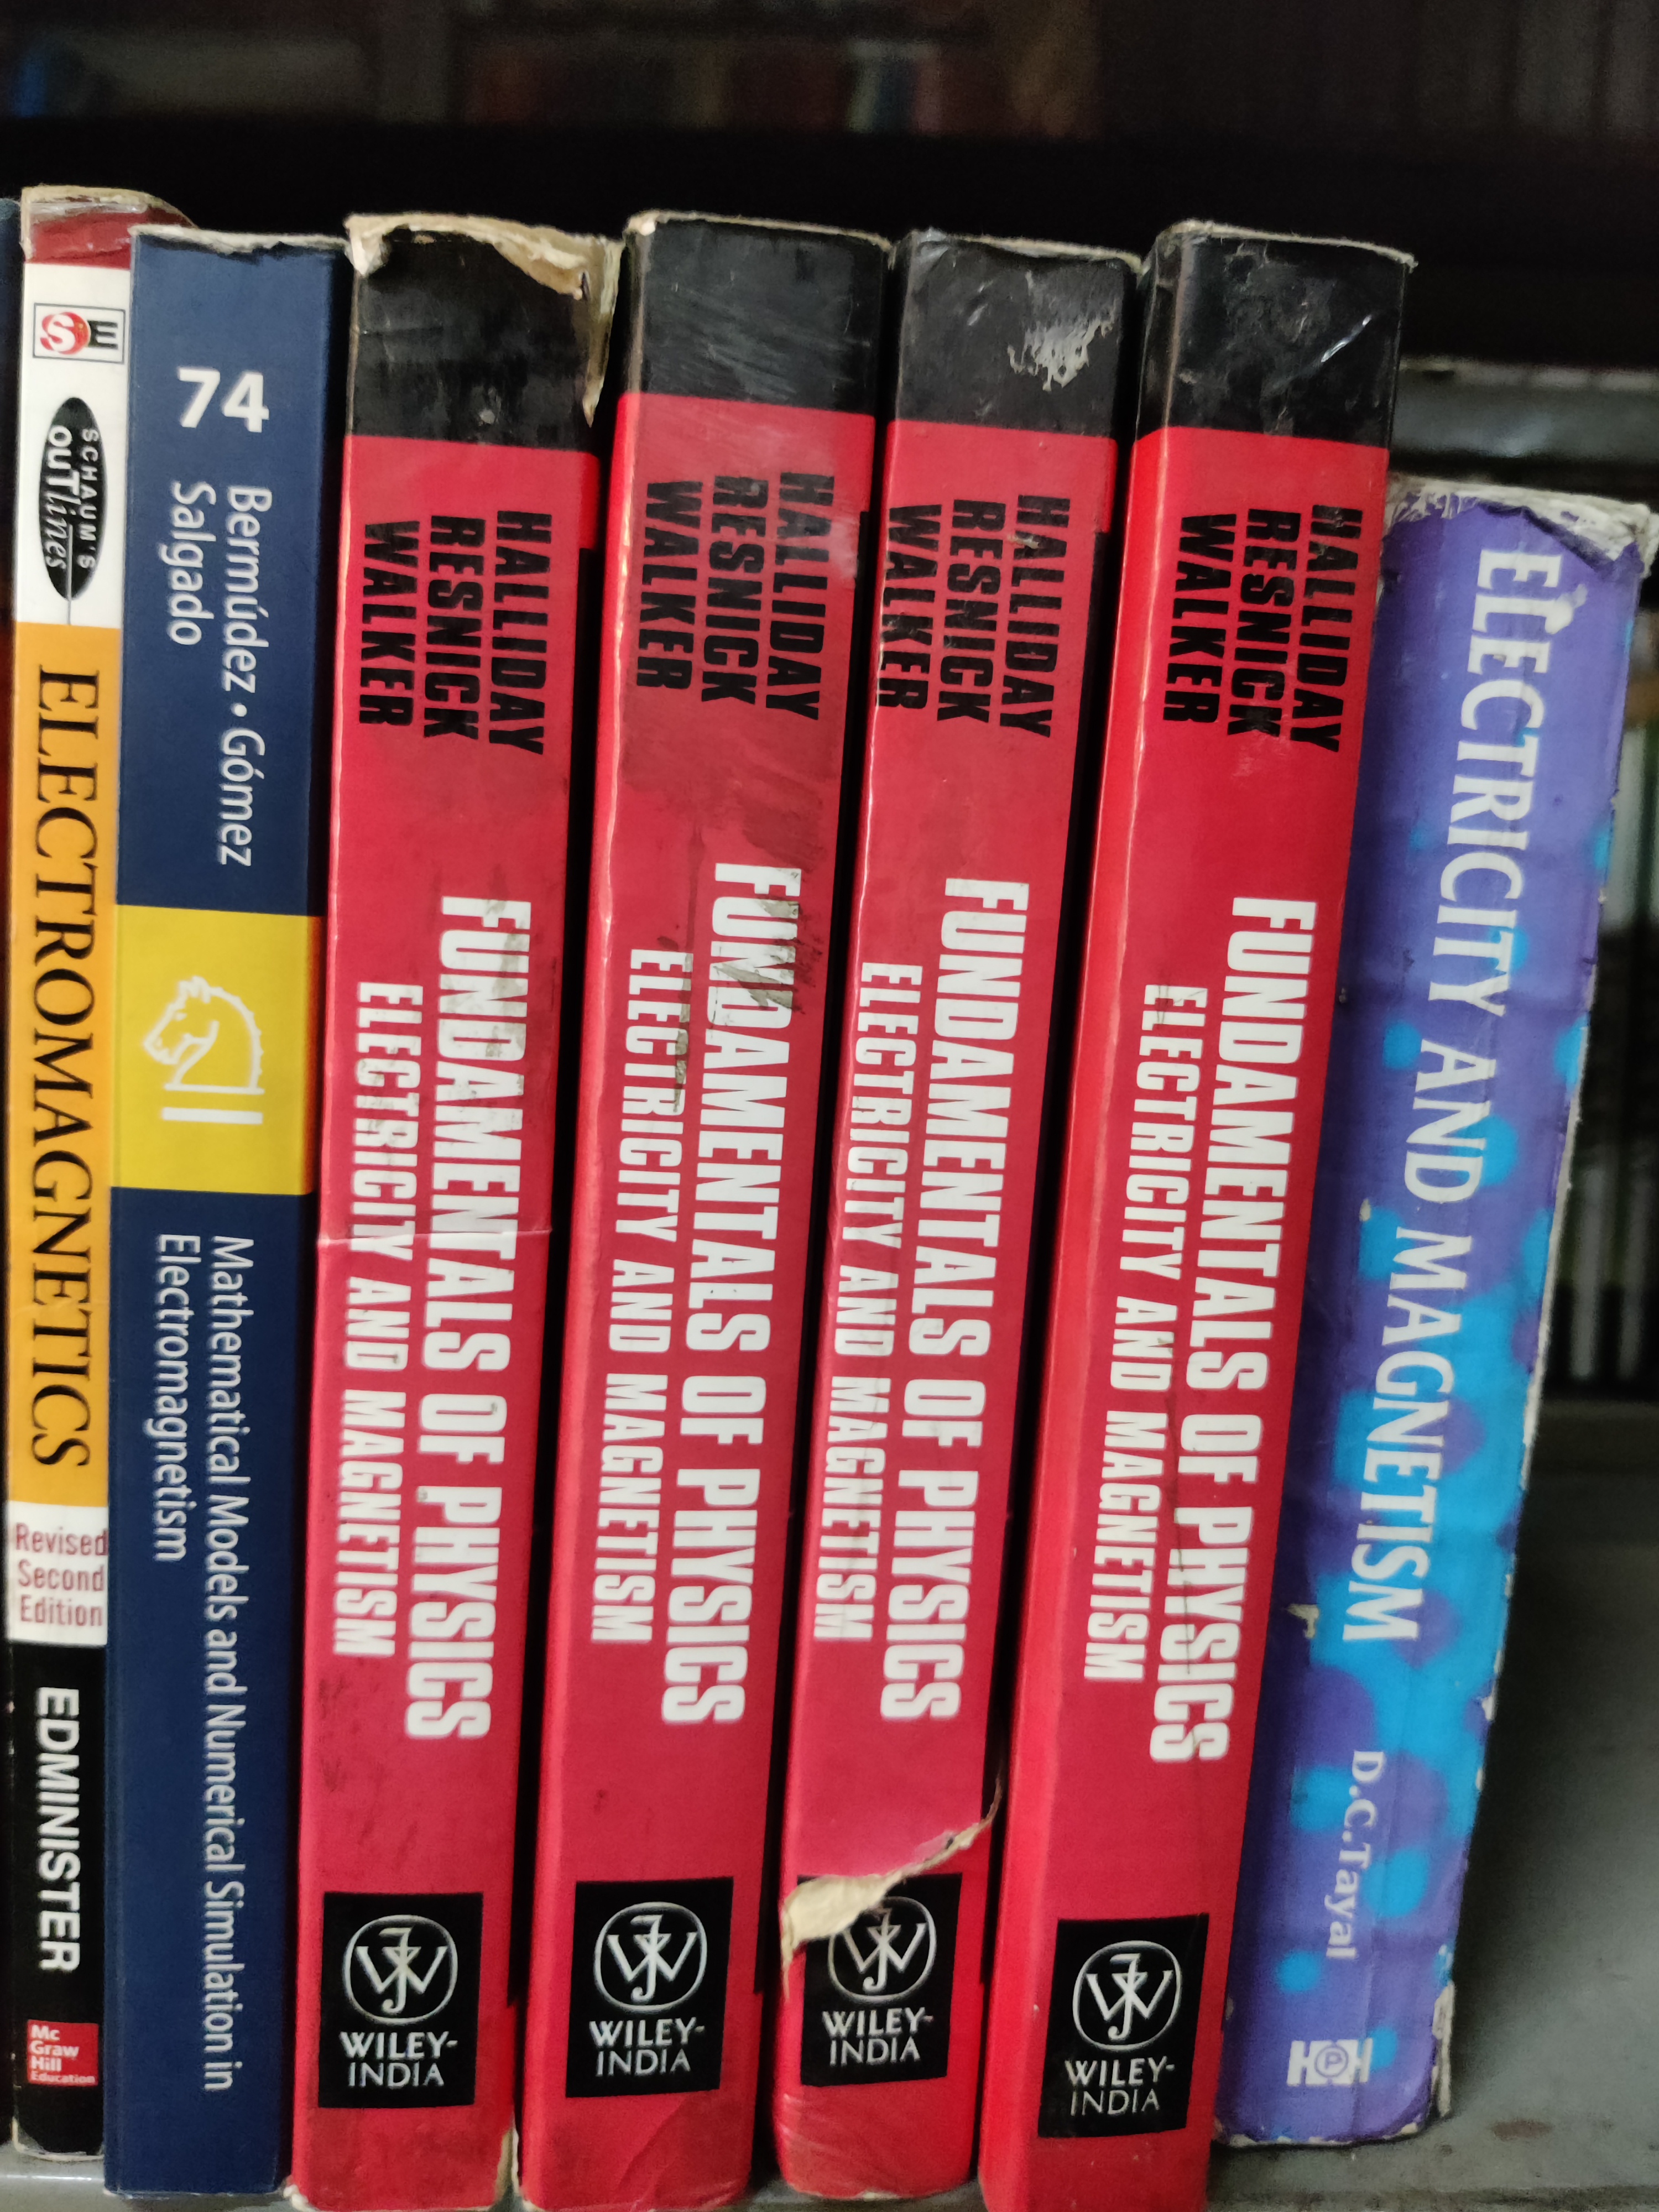 SE
SCHAUM'S
ouTlines
ELECTROMAGNETICS
Revised
Second
Edition
EDMINISTER
Mc
Graw
Hill
Education
74
Bermúdez • Gómez
Salgado
Mathematical Models and Numerical Simulation in
Electromagnetism
HALLIDAY
RESNICK
WALKER
FUNDAMENTALS OF PHYSICS
ELECTRICITY AND MAGNETISM
WILEY-
INDIA
HALLIDAY
RESNICK
WALKER
FUNDAMENTALS OF PHYSICS
ELECTRICITY AND MAGNETISM
WILEY-
INDIA
HALLIDAY
RESNICK
WALKER
FUNDAMENTALS OF PHYSICS
ELECTRICITY AND MAGNETISM
WILEY-
INDIA
HALLIDAY
RESNICK
WALKER
FUNDAMENTALS OF PHYSICS
ELECTRICITY AND MAGNETISM
WILEY-
INDIA
ELECTRICITY AND MAGNETISM
D.C.Tayal
HPH